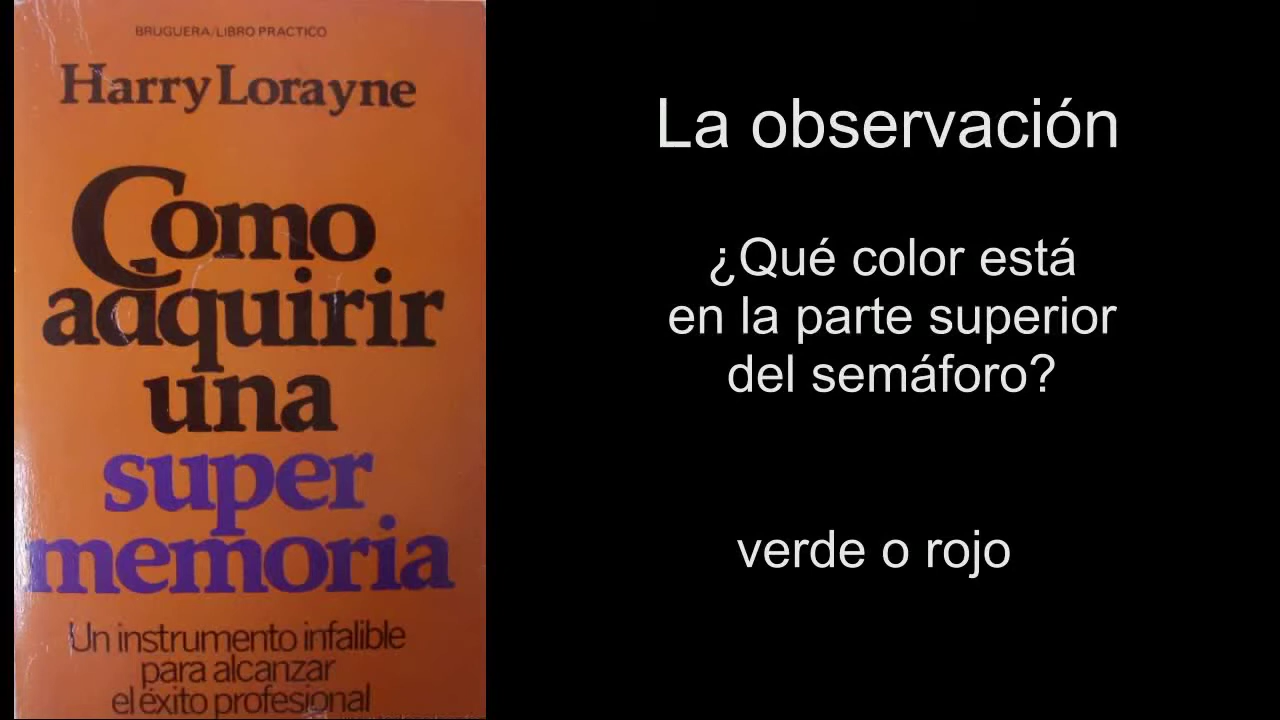 BRUGUERA/LIBRO PRACTICO
Harry Lorayne
Como
adquirir
una
super
memoria
Un instrumento infalible
para alcanzar
el éxito profesional
La observación
¿Qué color está
en la parte superior
del semáforo?
verde o rojo